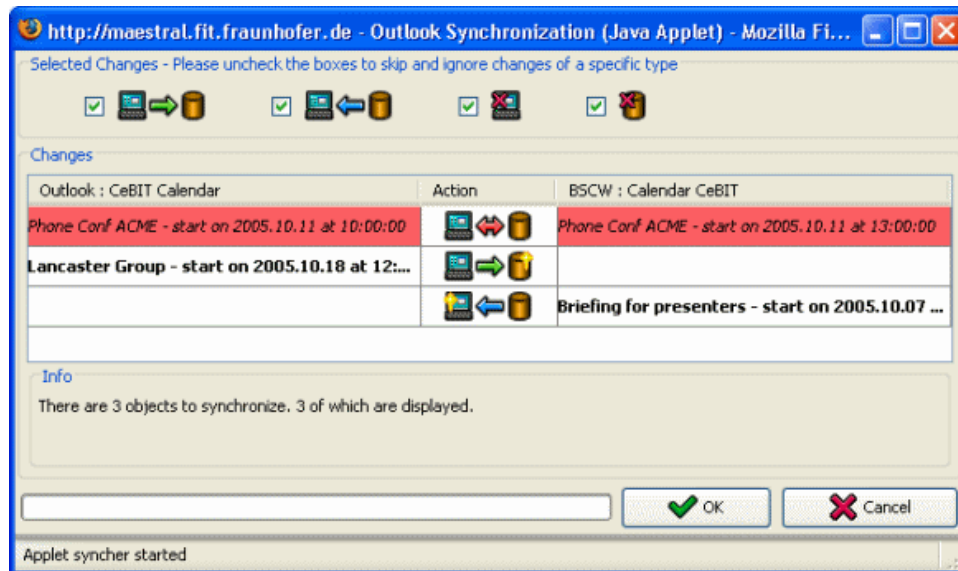 http://maestral.fit.fraunhofer.de - Outlook Synchronization (Java Applet) - Mozilla Fi...
Selected Changes - Please uncheck the boxes to skip and ignore changes of a specific type
Changes
Outlook : CeBIT Calendar Action BSCW : Calendar CeBIT
Phone Conf ACME - start on 2005.10.11 at 10:00:00 Phone Conf ACME - start on 2005.10.11 at 13:00:00
Lancaster Group - start on 2005.10.18 at 12:...
Briefing for presenters - start on 2005.10.07 ...
Info
There are 3 objects to synchronize. 3 of which are displayed.
OK Cancel
Applet syncher started